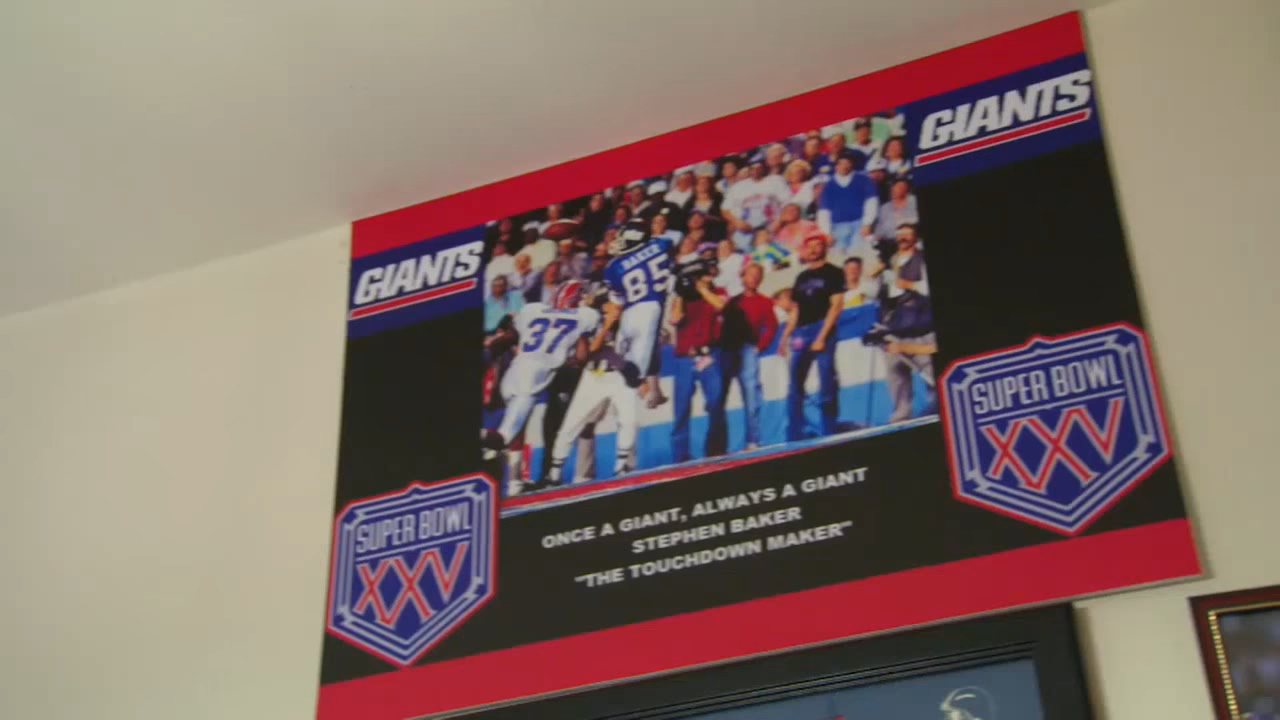 GIANTS
GIANTS
BAKER
85
37
SUPER BOWL
XXV
SUPER BOWL
XXV
ONCE A GIANT, ALWAYS A GIANT
STEPHEN BAKER
"THE TOUCHDOWN MAKER"